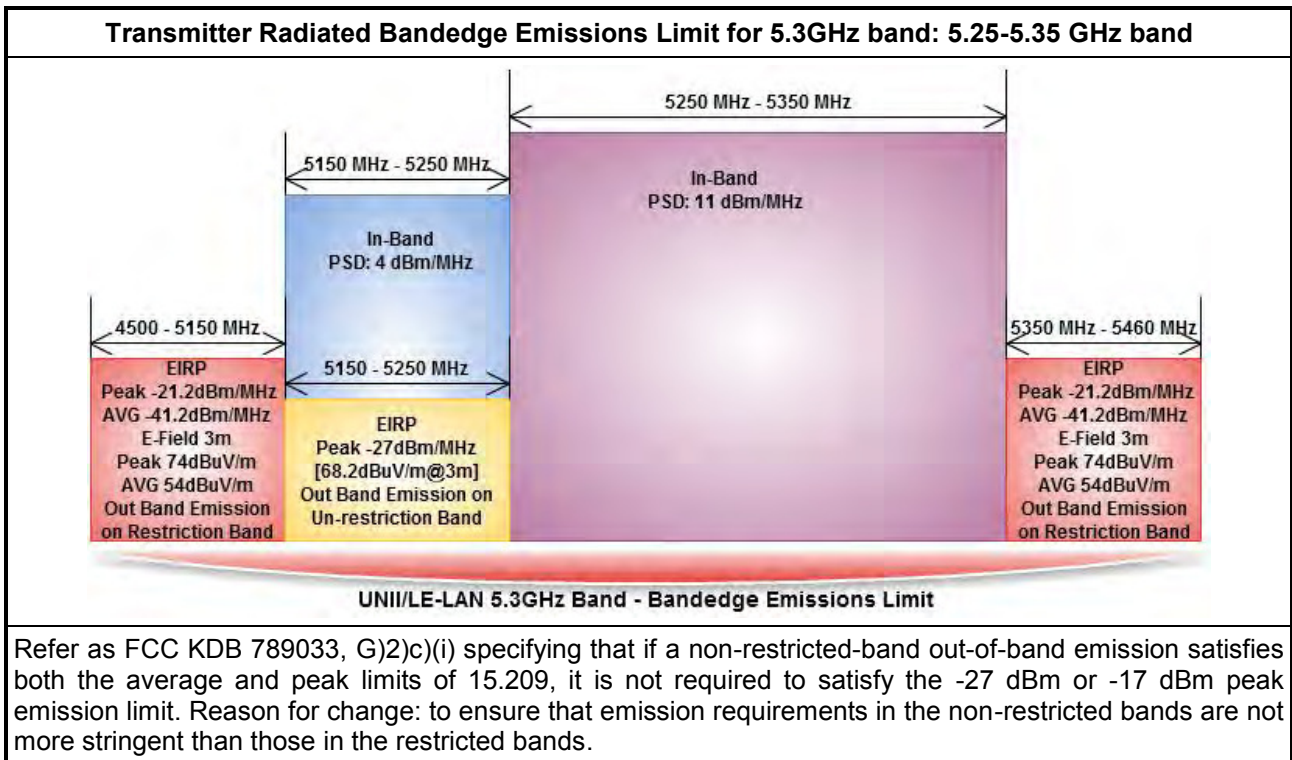 Transmitter Radiated Bandedge Emissions Limit for 5.3GHz band: 5.25-5.35 GHz band
5250 MHz - 5350 MHz
5150 MHz - 5250 MHz
In-Band
PSD: 11 dBm/MHz
In-Band
PSD: 4 dBm/MHz
4500 - 5150 MHz
5350 MHz - 5460 MHz
EIRP
Peak -21.2dBm/MHz
AVG -41.2dBm/MHz
E-Field 3m
Peak 74dBuV/m
AVG 54dBuV/m
Out Band Emission
on Restriction Band
5150 - 5250 MHz
EIRP
Peak -27dBm/MHz
[68.2dBuV/m@3m]
Out Band Emission on
Un-restriction Band
EIRP
Peak -21.2dBm/MHz
AVG -41.2dBm/MHz
E-Field 3m
Peak 74dBuV/m
AVG 54dBuV/m
Out Band Emission
on Restriction Band
UNII/LE-LAN 5.3GHz Band - Bandedge Emissions Limit
Refer as FCC KDB 789033, G)2)c)(i) specifying that if a non-restricted-band out-of-band emission satisfies
both the average and peak limits of 15.209, it is not required to satisfy the -27 dBm or -17 dBm peak
emission limit. Reason for change: to ensure that emission requirements in the non-restricted bands are not
more stringent than those in the restricted bands.